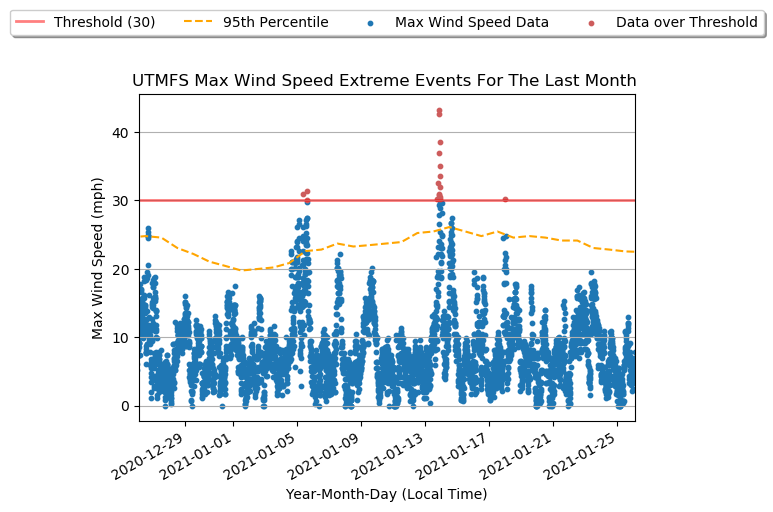 Threshold (30) 95th Percentile Max Wind Speed Data Data over Threshold
UTMFS Max Wind Speed Extreme Events For The Last Month
Max Wind Speed (mph)
40
30
20
10
0
2020-12-29 2021-01-01 2021-01-05 2021-01-09 2021-01-13 2021-01-17 2021-01-21 2021-01-25
Year-Month-Day (Local Time)